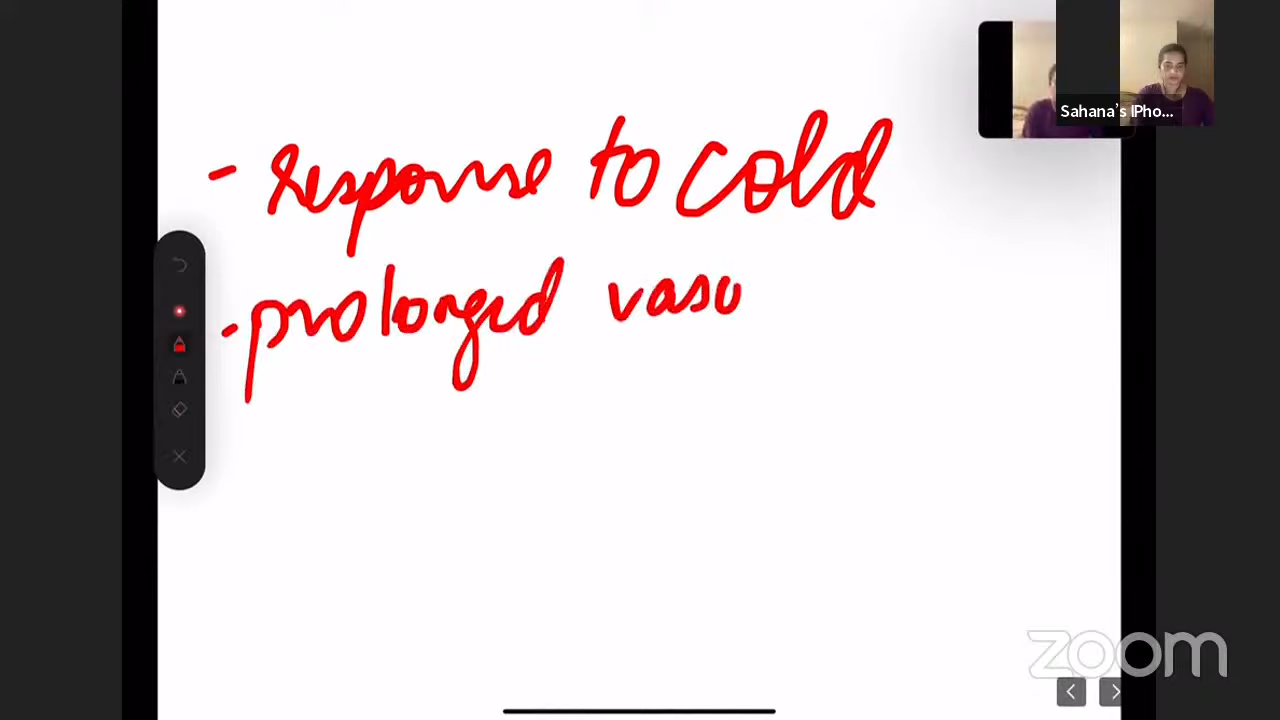 Sahana's IPho...
- response to cold
- prolonged vaso
zoom